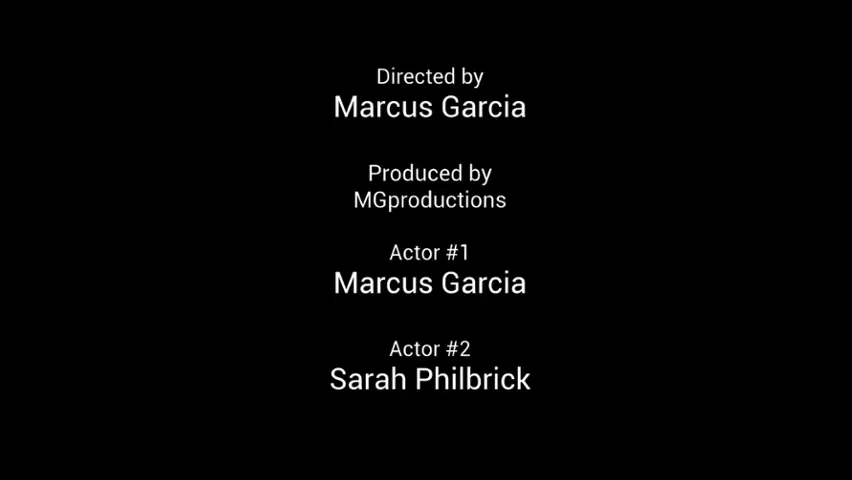 Directed by
Marcus Garcia
Produced by
MGproductions
Actor #1
Marcus Garcia
Actor #2
Sarah Philbrick